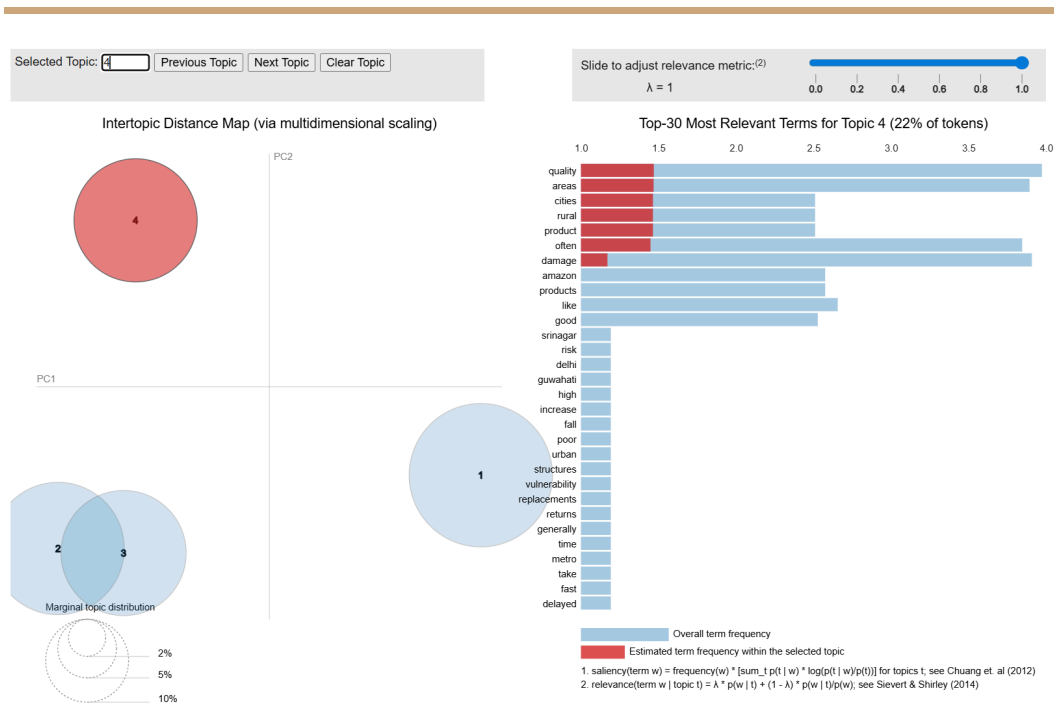 Selected Topic: 4 Previous Topic Next Topic Clear Topic
Slide to adjust relevance metric:(2)
λ = 1
0.0 0.2 0.4 0.6 0.8 1.0
Intertopic Distance Map (via multidimensional scaling)
PC2
PC1
4
1
2
3
Marginal topic distribution
2%
5%
10%
Top-30 Most Relevant Terms for Topic 4 (22% of tokens)
1.0 1.5 2.0 2.5 3.0 3.5 4.0
quality
areas
cities
rural
product
often
damage
amazon
products
like
good
srinagar
risk
delhi
guwahati
high
increase
fall
poor
urban
structures
vulnerability
replacements
returns
generally
time
metro
take
fast
delayed
Overall term frequency
Estimated term frequency within the selected topic
1. saliency(term w) = frequency(w) * [sum_t p(t | w) * log(p(t | w)/p(t))] for topics t; see Chuang et. al (2012)
2. relevance(term w | topic t) = λ * p(w | t) + (1 - λ) * p(w | t)/p(w); see Sievert & Shirley (2014)